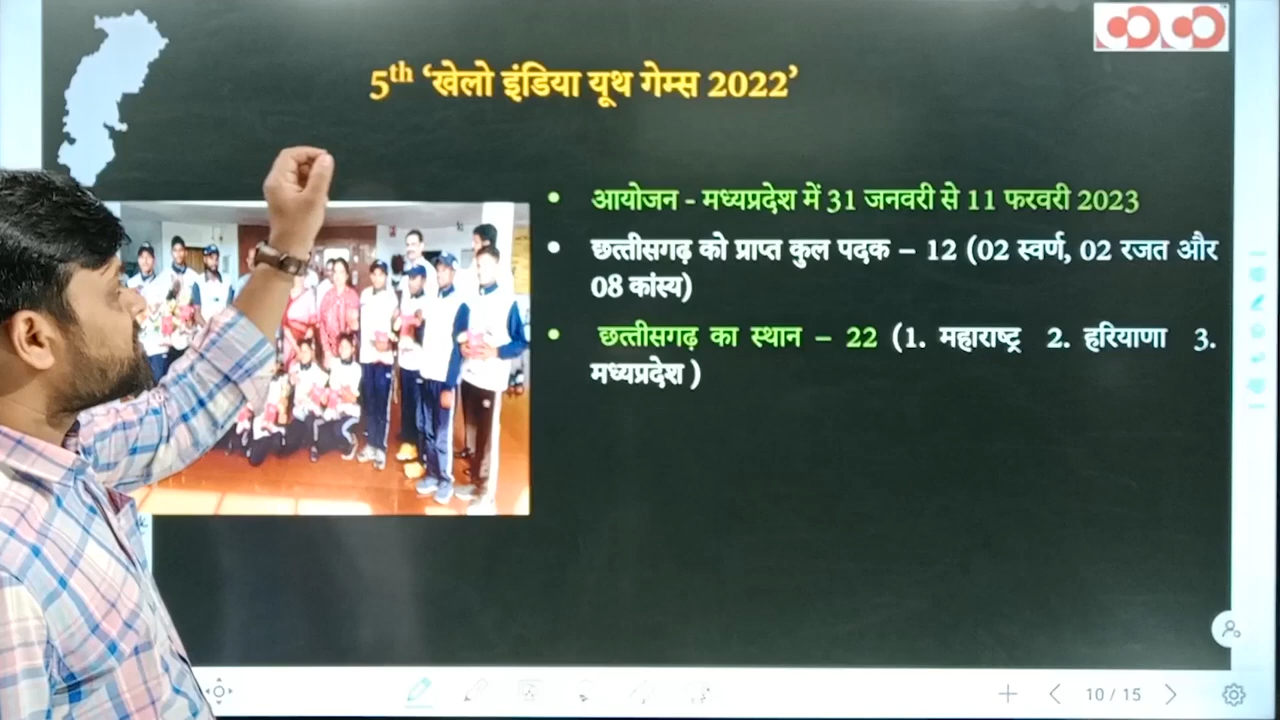 5th ‘खेलो इंडिया यूथ गेम्स 2022’
• आयोजन - मध्यप्रदेश में 31 जनवरी से 11 फरवरी 2023
• छत्तीसगढ़ को प्राप्त कुल पदक – 12 (02 स्वर्ण, 02 रजत और
08 कांस्य)
• छत्तीसगढ़ का स्थान – 22 (1. महाराष्ट्र 2. हरियाणा 3.
मध्यप्रदेश )
10 / 15